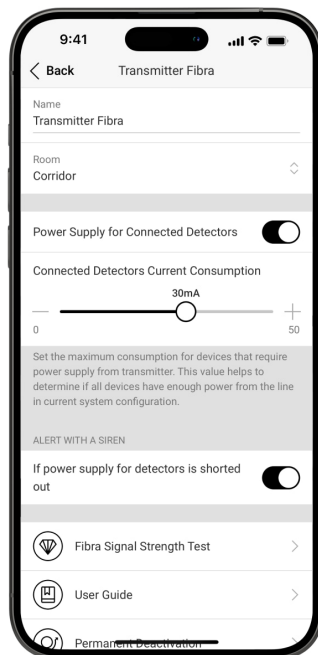 9:41
Back
Transmitter Fibra
Name
Transmitter Fibra
Room
Corridor
Power Supply for Connected Detectors
Connected Detectors Current Consumption
30mA
0
50
Set the maximum consumption for devices that require
power supply from transmitter. This value helps to
determine if all devices have enough power from the line
in current system configuration.
ALERT WITH A SIREN
If power supply for detectors is shorted
out
Fibra Signal Strength Test
User Guide
Permanent Deactivation